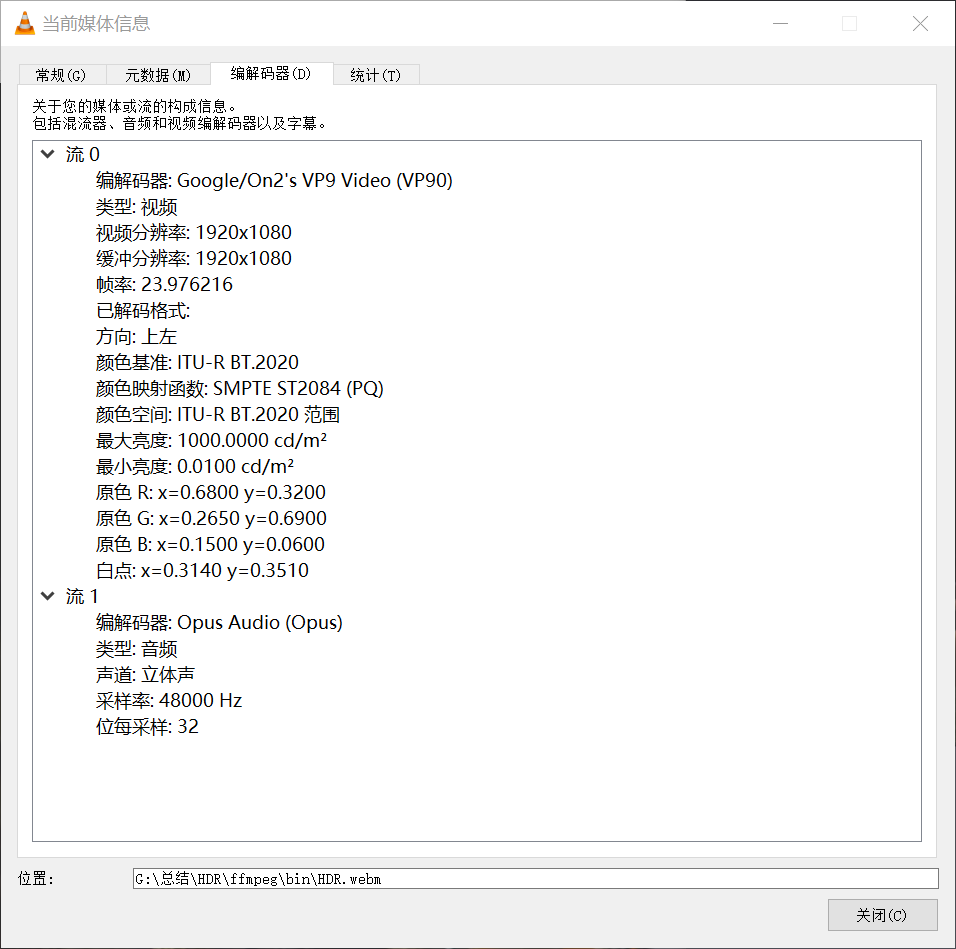 当前媒体信息
常规(G) 元数据(M) 编解码器(D) 统计(T)
关于您的媒体或流的构成信息。
包括混流器、音频和视频编解码器以及字幕。
流 0
编解码器: Google/On2's VP9 Video (VP90)
类型: 视频
视频分辨率: 1920x1080
缓冲分辨率: 1920x1080
帧率: 23.976216
已解码格式:
方向: 上左
颜色基准: ITU-R BT.2020
颜色映射函数: SMPTE ST2084 (PQ)
颜色空间: ITU-R BT.2020 范围
最大亮度: 1000.0000 cd/m²
最小亮度: 0.0100 cd/m²
原色 R: x=0.6800 y=0.3200
原色 G: x=0.2650 y=0.6900
原色 B: x=0.1500 y=0.0600
白点: x=0.3140 y=0.3510
流 1
编解码器: Opus Audio (Opus)
类型: 音频
声道: 立体声
采样率: 48000 Hz
位每采样: 32
位置: G:\总结\HDR\ffmpeg\bin\HDR.webm
关闭(C)